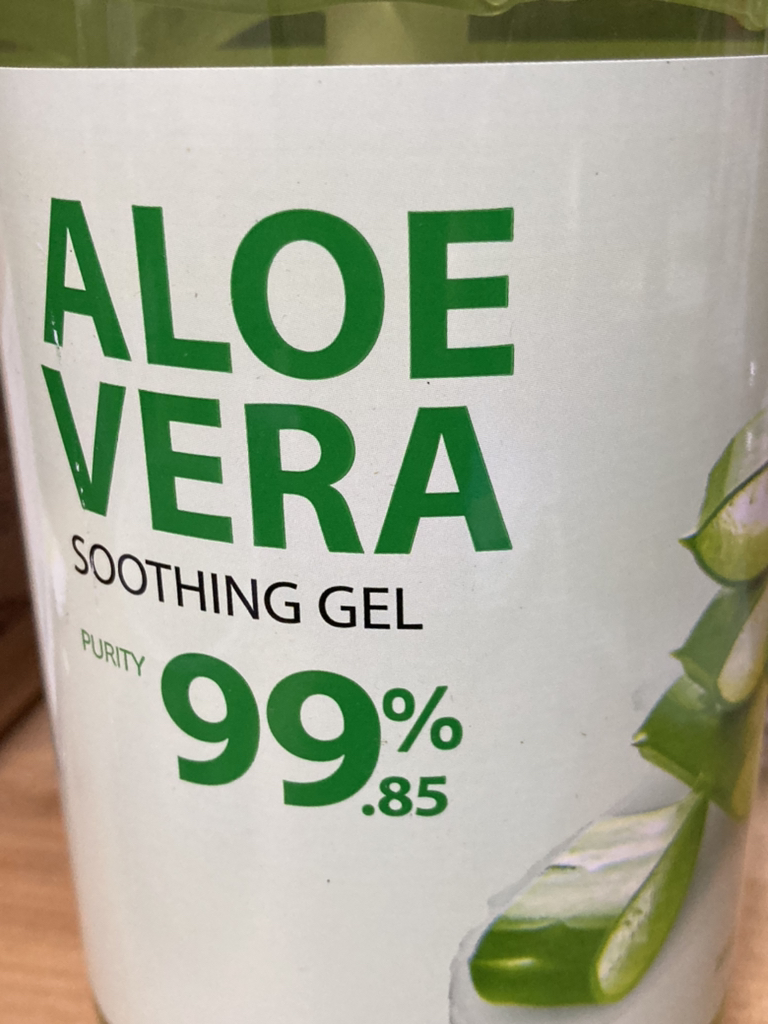 ALOE
VERA
SOOTHING GEL
PURITY 99.85%